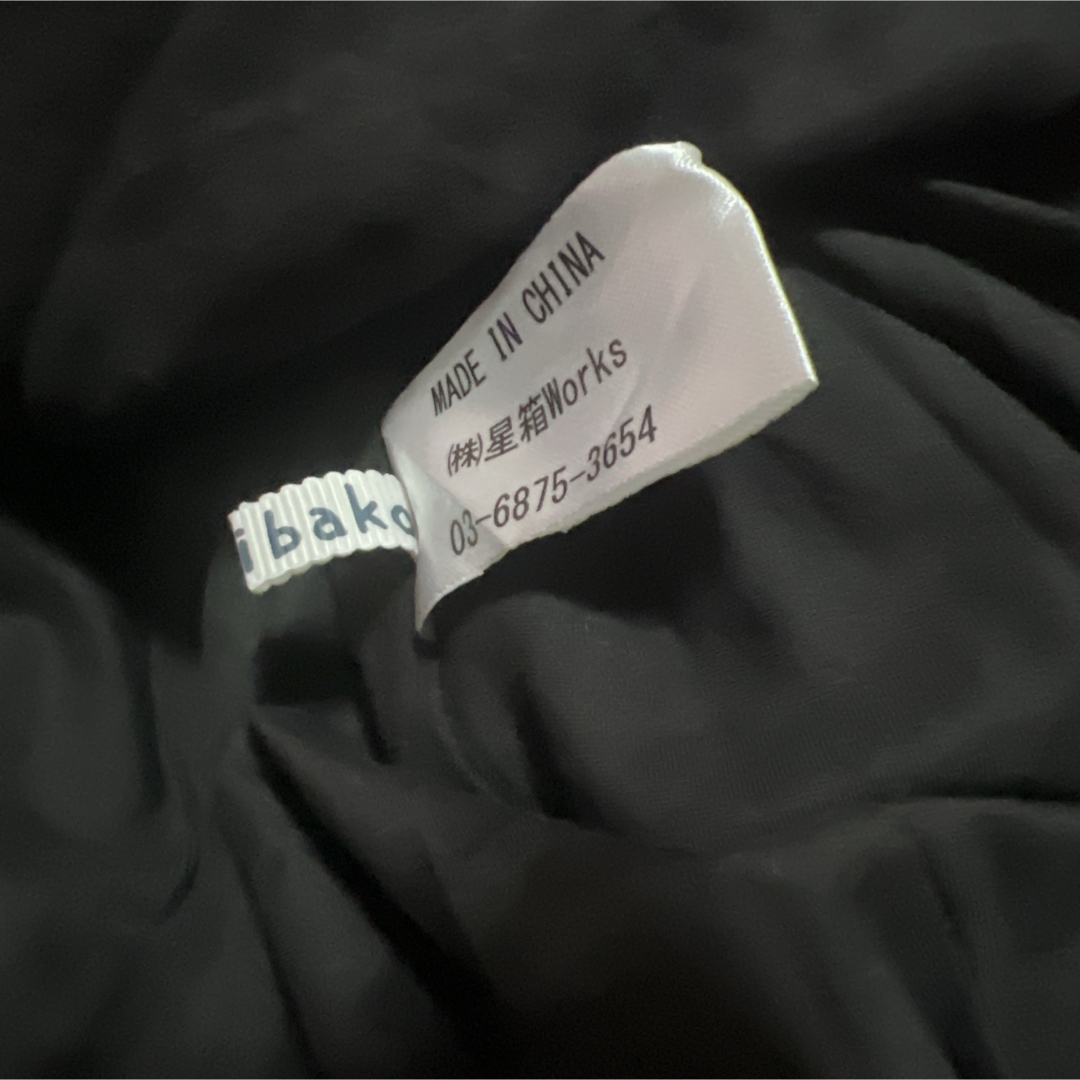 MADE IN CHINA
㈱星箱Works
03-6875-3654
ibako